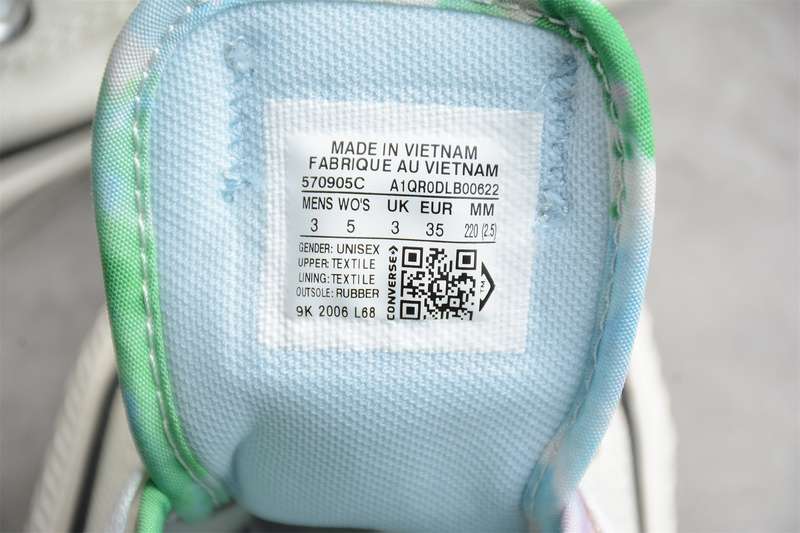 MADE IN VIETNAM
FABRIQUE AU VIETNAM
570905C A1QR0DLB00622
MENS WO'S UK EUR MM
3 5 3 35 220 (2.5)
GENDER: UNISEX
UPPER: TEXTILE
LINING: TEXTILE
OUTSOLE: RUBBER
9K 2006 L68
CONVERSE
TM